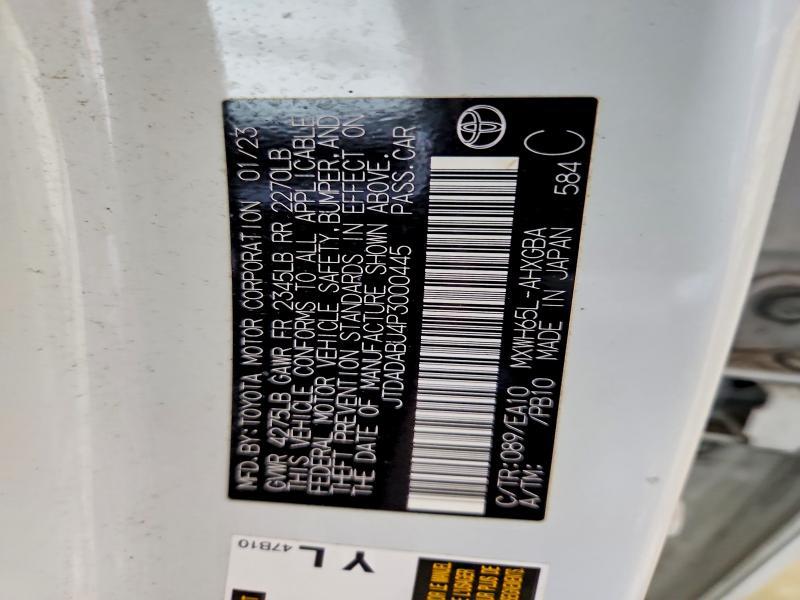 MFD.BY:TOYOTA MOTOR CORPORATION 01/23
GVWR 4275LB GAWR FR 2345LB RR 2270LB
THIS VEHICLE CONFORMS TO ALL APPLICABLE
FEDERAL MOTOR VEHICLE SAFETY,BUMPER,AND
THEFT PREVENTION STANDARDS IN EFFECT ON
THE DATE OF MANUFACTURE SHOWN ABOVE.
JTDADABU4P3000445 PASS.CAR
C/TR:089/EA10 MXWH65L-AHXGBA
A/TM: /PB10 MADE IN JAPAN 584 C
Y L
47B10